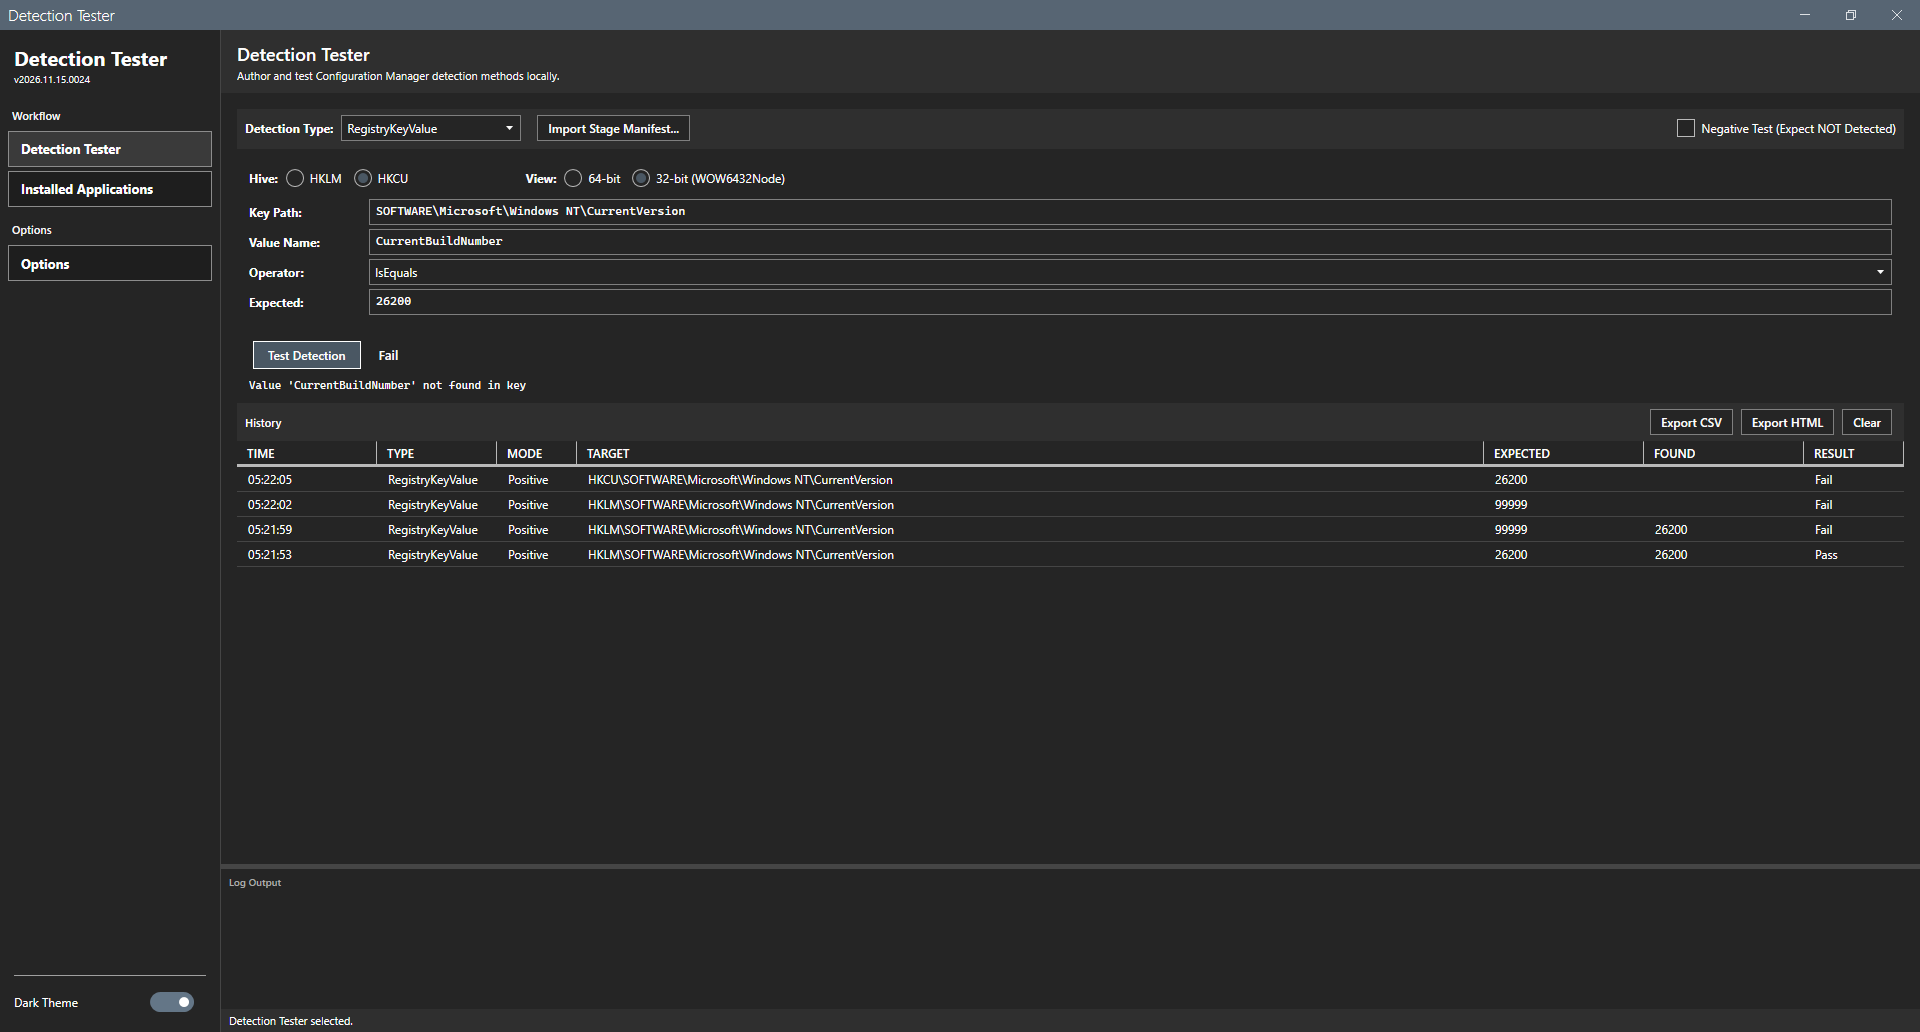 Detection Tester
Detection Tester
v2026.11.15.0024
Workflow
Detection Tester
Installed Applications
Options
Options
Dark Theme
Detection Tester
Author and test Configuration Manager detection methods locally.
Detection Type: RegistryKeyValue Import Stage Manifest... Negative Test (Expect NOT Detected)
Hive: HKLM HKCU View: 64-bit 32-bit (WOW6432Node)
Key Path: SOFTWARE\Microsoft\Windows NT\CurrentVersion
Value Name: CurrentBuildNumber
Operator: IsEquals
Expected: 26200
Test Detection Fail
Value 'CurrentBuildNumber' not found in key
History Export CSV Export HTML Clear
TIME TYPE MODE TARGET EXPECTED FOUND RESULT
05:22:05 RegistryKeyValue Positive HKCU\SOFTWARE\Microsoft\Windows NT\CurrentVersion 26200 Fail
05:22:02 RegistryKeyValue Positive HKLM\SOFTWARE\Microsoft\Windows NT\CurrentVersion 99999 Fail
05:21:59 RegistryKeyValue Positive HKLM\SOFTWARE\Microsoft\Windows NT\CurrentVersion 99999 26200 Fail
05:21:53 RegistryKeyValue Positive HKLM\SOFTWARE\Microsoft\Windows NT\CurrentVersion 26200 26200 Pass
Log Output
Detection Tester selected.